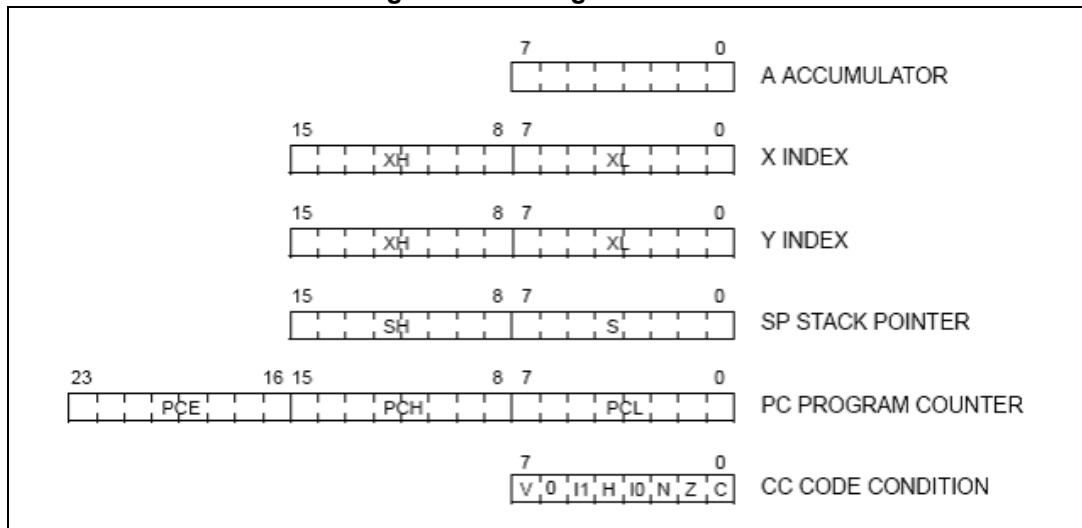 7 0
A ACCUMULATOR
15 8 7 0
XH XL X INDEX
15 8 7 0
XH XL Y INDEX
15 8 7 0
SH S SP STACK POINTER
23 16 15 8 7 0
PCE PCH PCL PC PROGRAM COUNTER
7 0
V 0 I1 H I0 N Z C CC CODE CONDITION